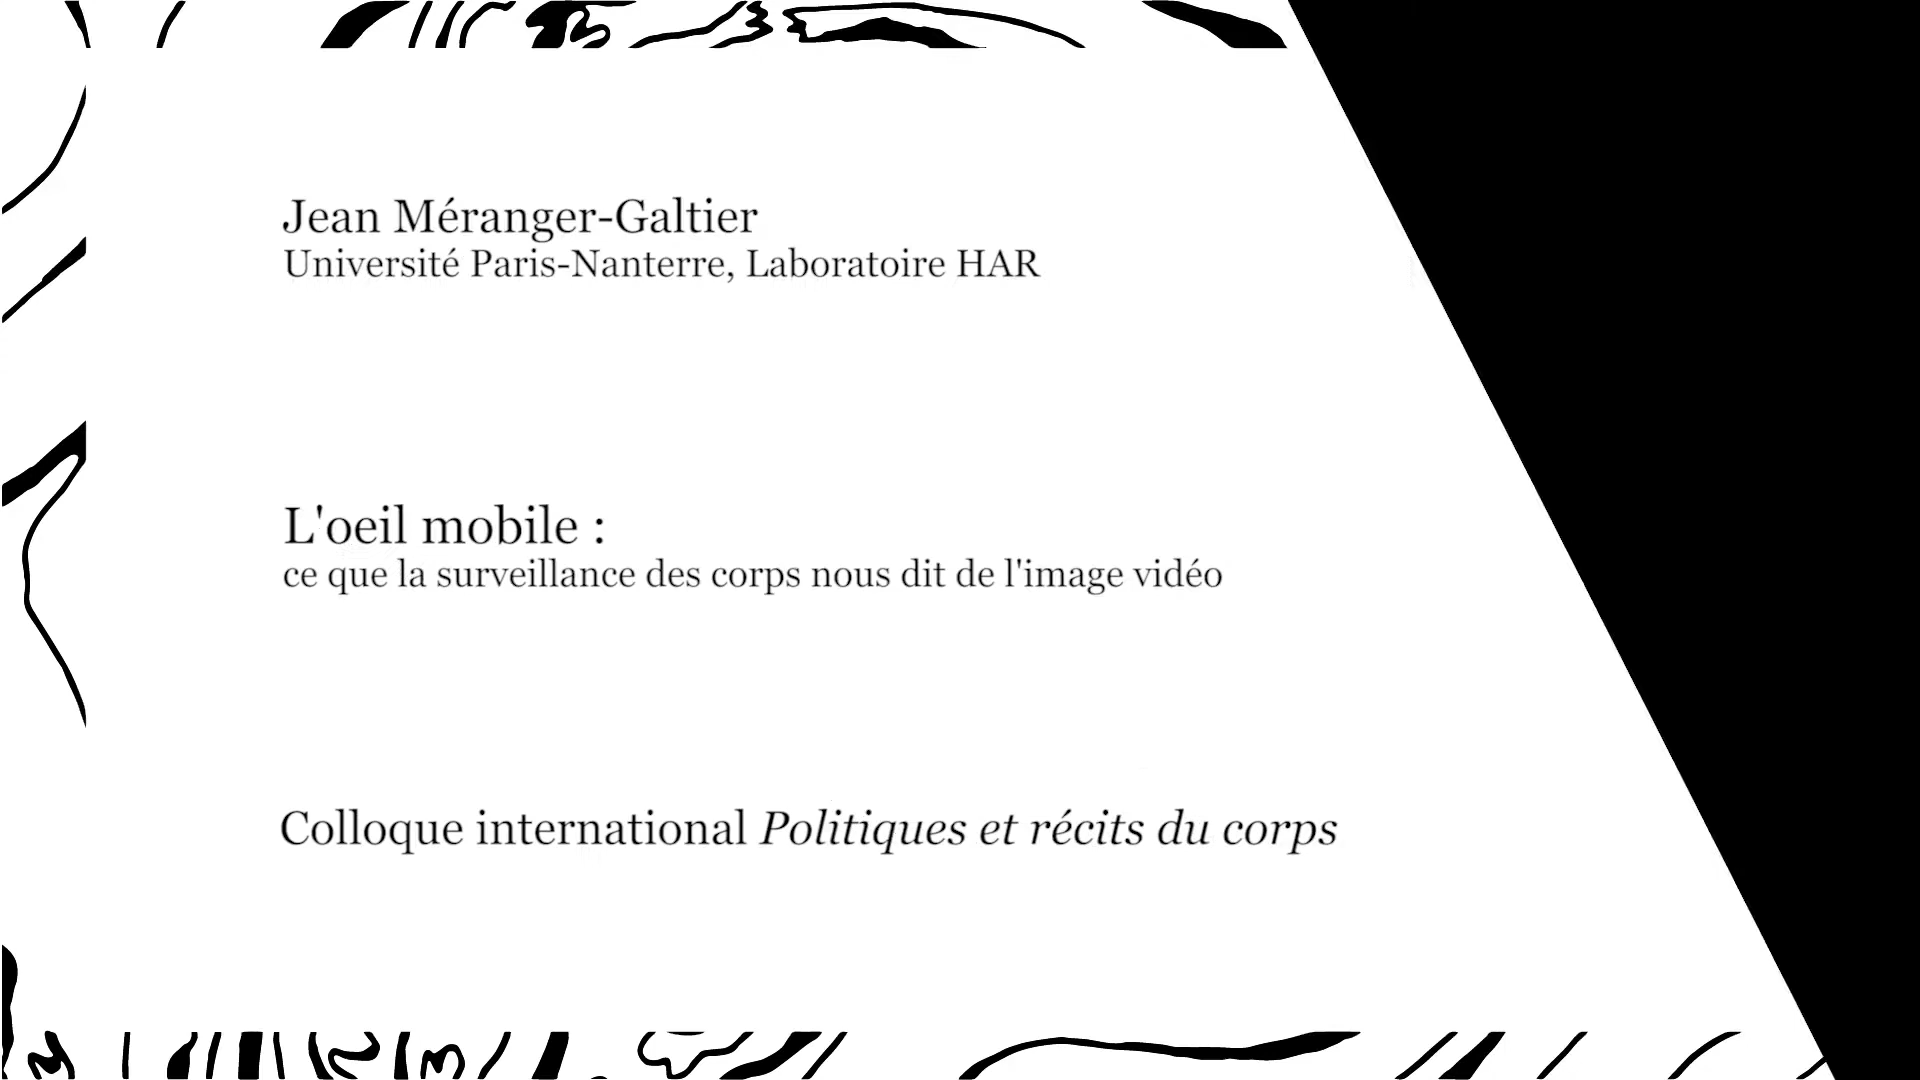 Jean Méranger-Galtier
Université Paris-Nanterre, Laboratoire HAR
L'oeil mobile :
ce que la surveillance des corps nous dit de l'image vidéo
Colloque international Politiques et récits du corps